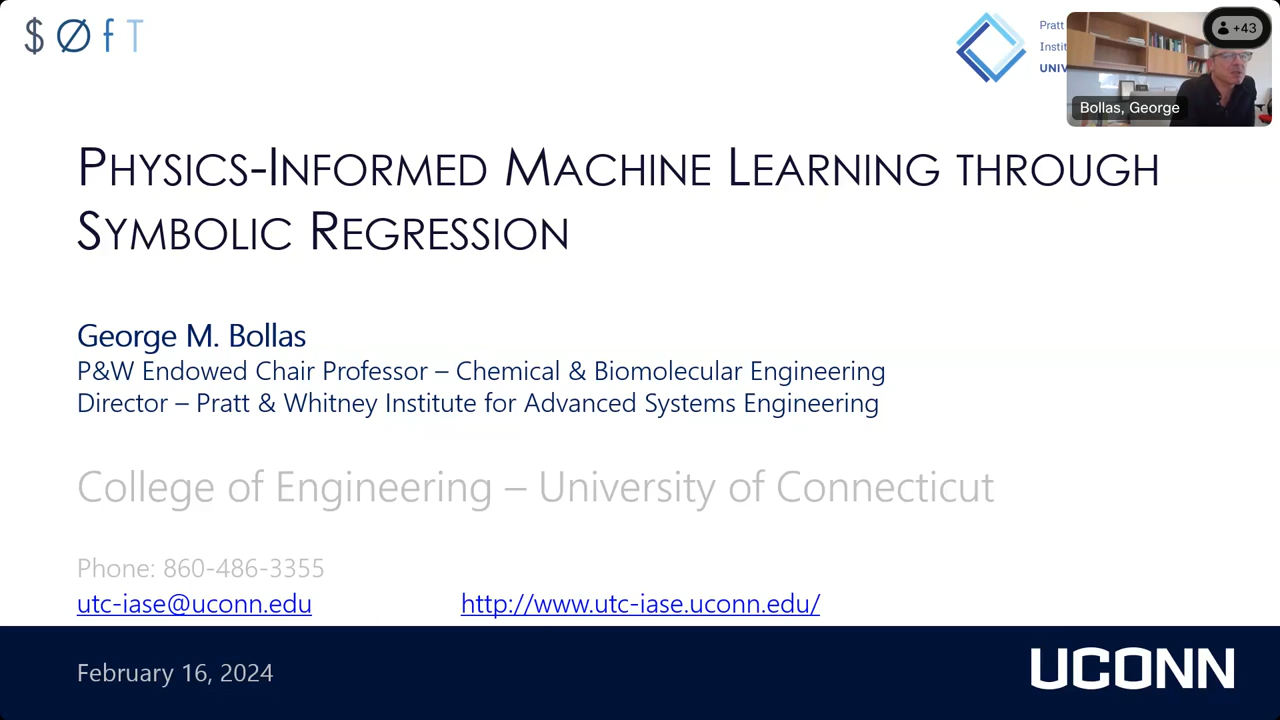 $ØfT
Pratt
Instit
UNIV
+43
Bollas, George
PHYSICS-INFORMED MACHINE LEARNING THROUGH
SYMBOLIC REGRESSION
George M. Bollas
P&W Endowed Chair Professor – Chemical & Biomolecular Engineering
Director – Pratt & Whitney Institute for Advanced Systems Engineering
College of Engineering – University of Connecticut
Phone: 860-486-3355
utc-iase@uconn.edu http://www.utc-iase.uconn.edu/
February 16, 2024
UCONN